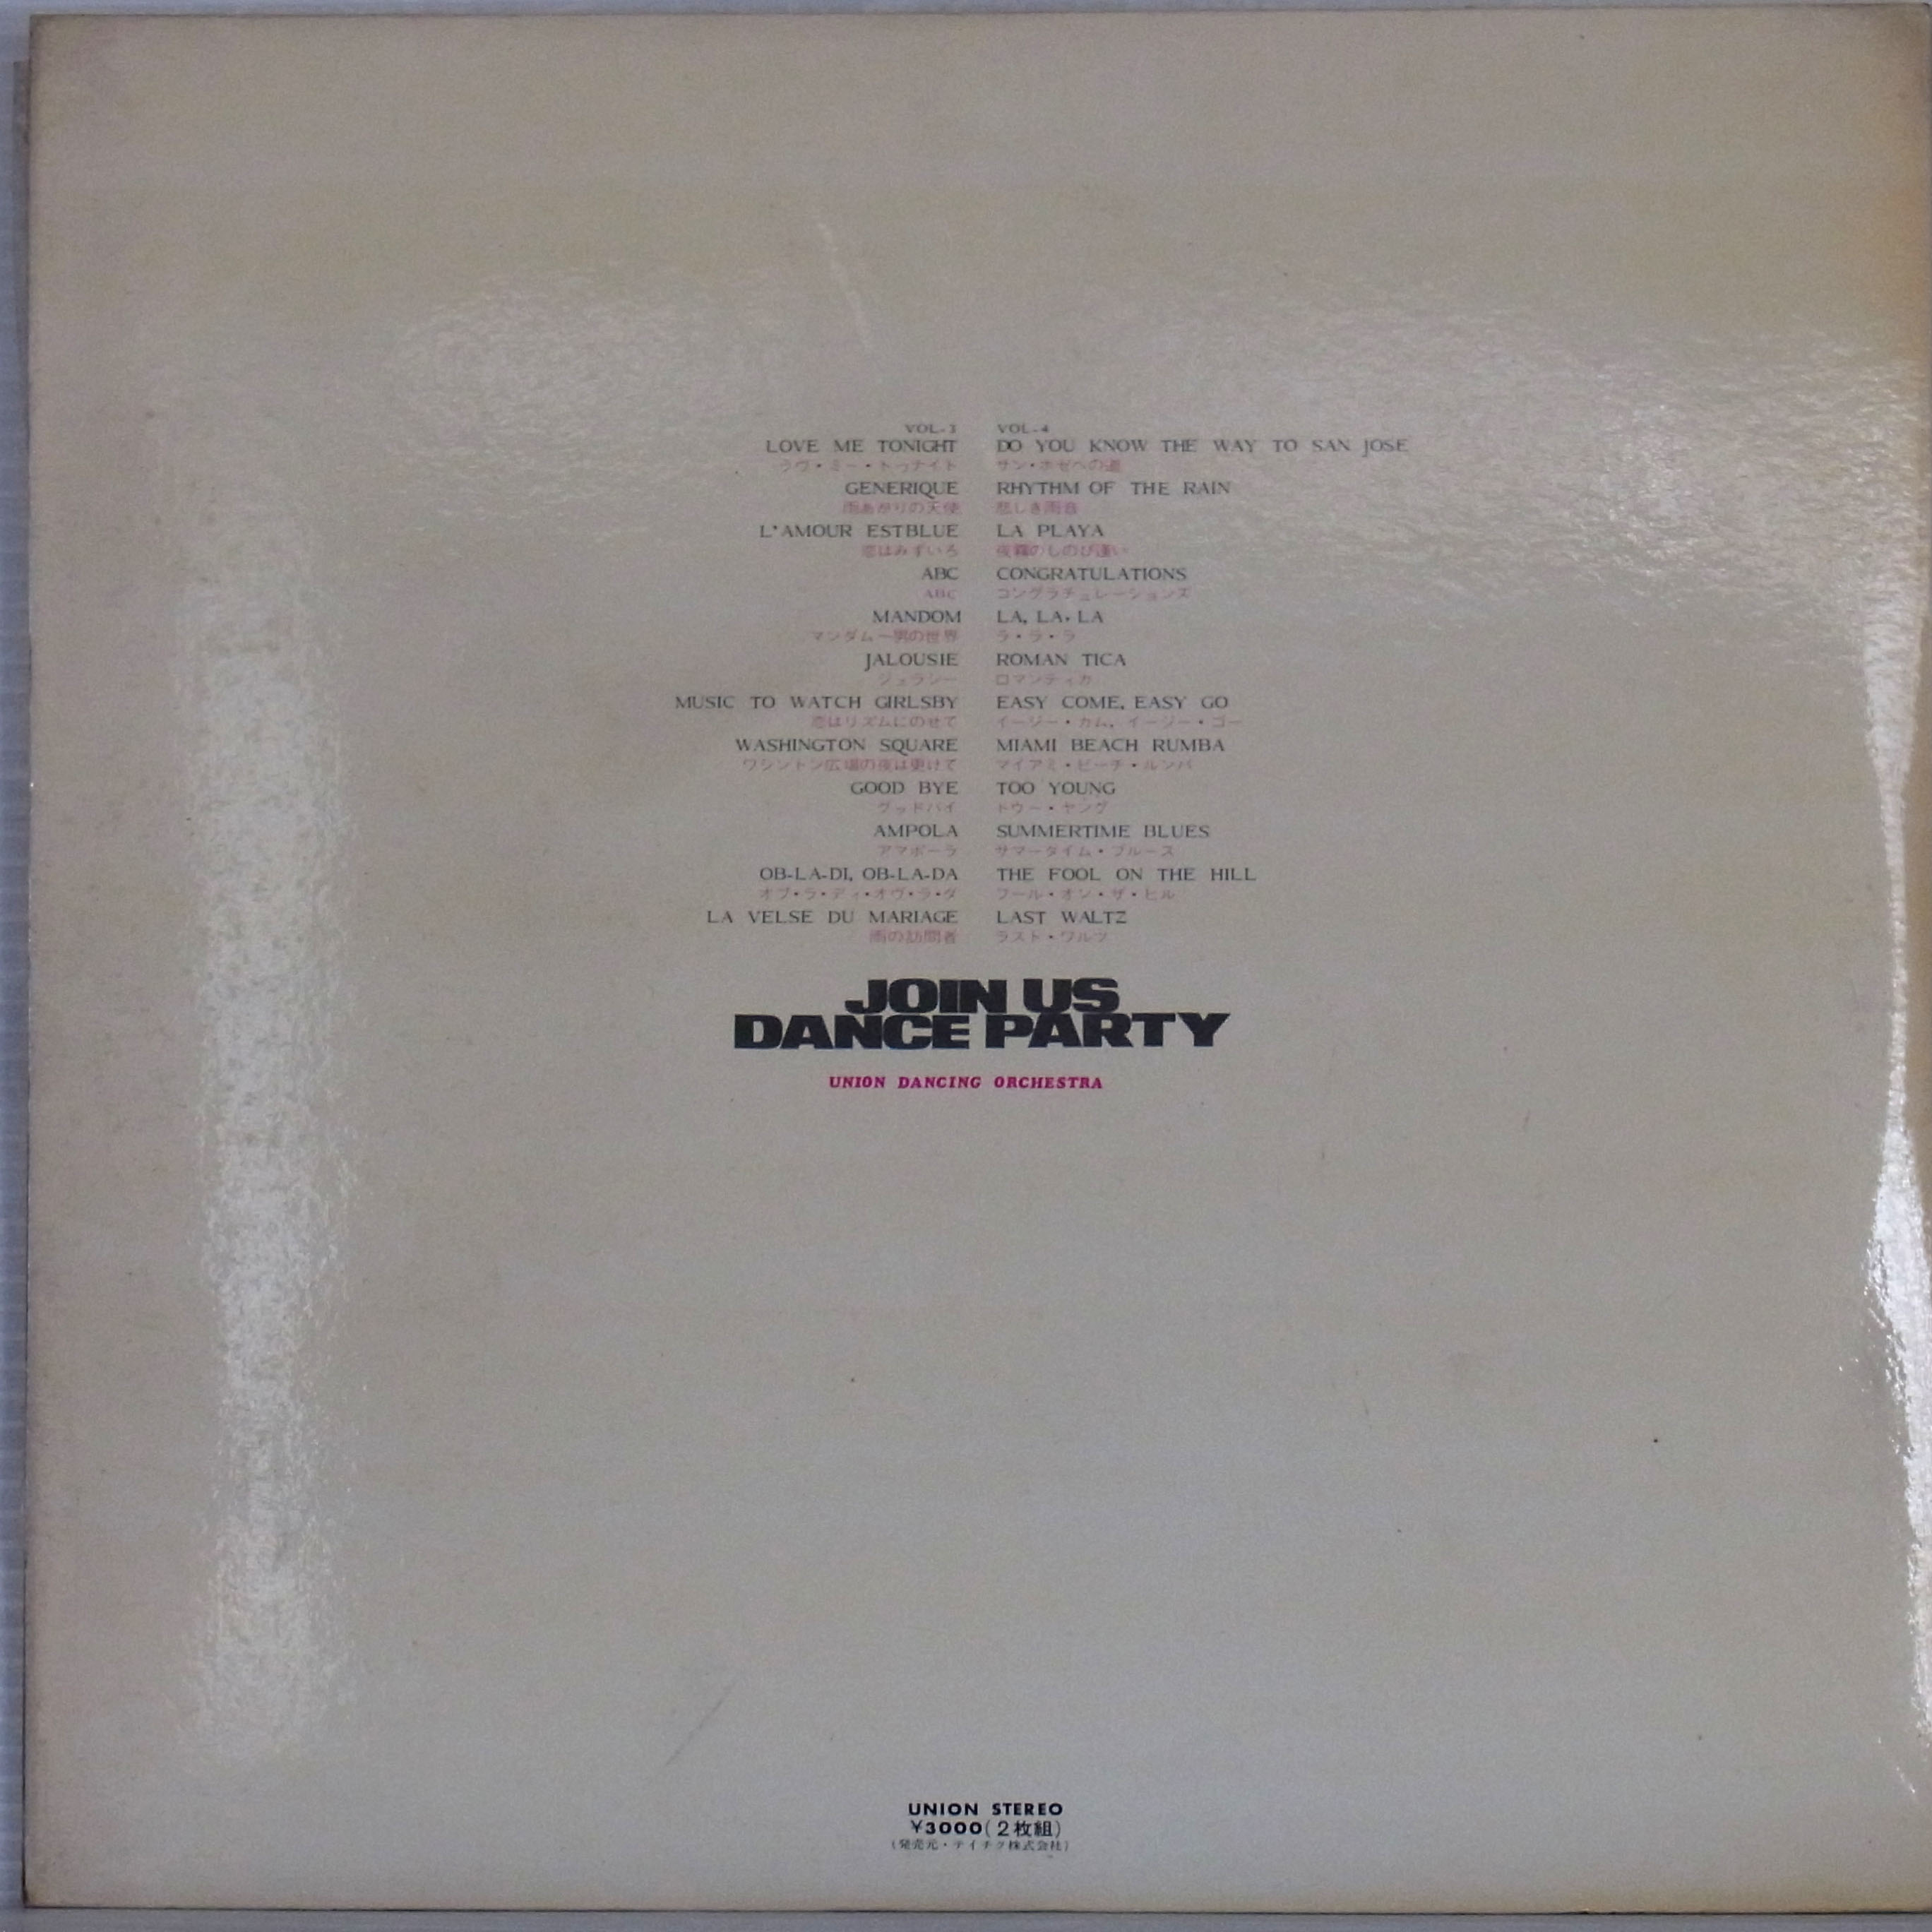 VOL-3
LOVE ME TONIGHT
ラヴ・ミー・トゥナイト
GENERIQUE
雨あがりの天使
L'AMOUR ESTBLUE
恋はみずいろ
ABC
ABC
MANDOM
マンダム〜男の世界
JALOUSIE
ジェラシー
MUSIC TO WATCH GIRLSBY
恋はリズムにのせて
WASHINGTON SQUARE
ワシントン広場の夜は更けて
GOOD BYE
グッドバイ
AMPOLA
アマポーラ
OB-LA-DI, OB-LA-DA
オブ・ラ・ディ・オヴ・ラ・ダ
LA VELSE DU MARIAGE
雨の訪問者
VOL-4
DO YOU KNOW THE WAY TO SAN JOSE
サン・ホゼへの道
RHYTHM OF THE RAIN
悲しき雨音
LA PLAYA
夜霧のしのび逢い
CONGRATULATIONS
コングラチュレーションズ
LA, LA, LA
ラ・ラ・ラ
ROMAN TICA
ロマンティカ
EASY COME, EASY GO
イージー・カム, イージー・ゴー
MIAMI BEACH RUMBA
マイアミ・ビーチ・ルンバ
TOO YOUNG
トウー・ヤング
SUMMERTIME BLUES
サマータイム・ブルース
THE FOOL ON THE HILL
フール・オン・ザ・ヒル
LAST WALTZ
ラスト・ワルツ
JOIN US
DANCE PARTY
UNION DANCING ORCHESTRA
UNION STEREO
¥3000(2枚組)
(発売元・テイチク株式会社)